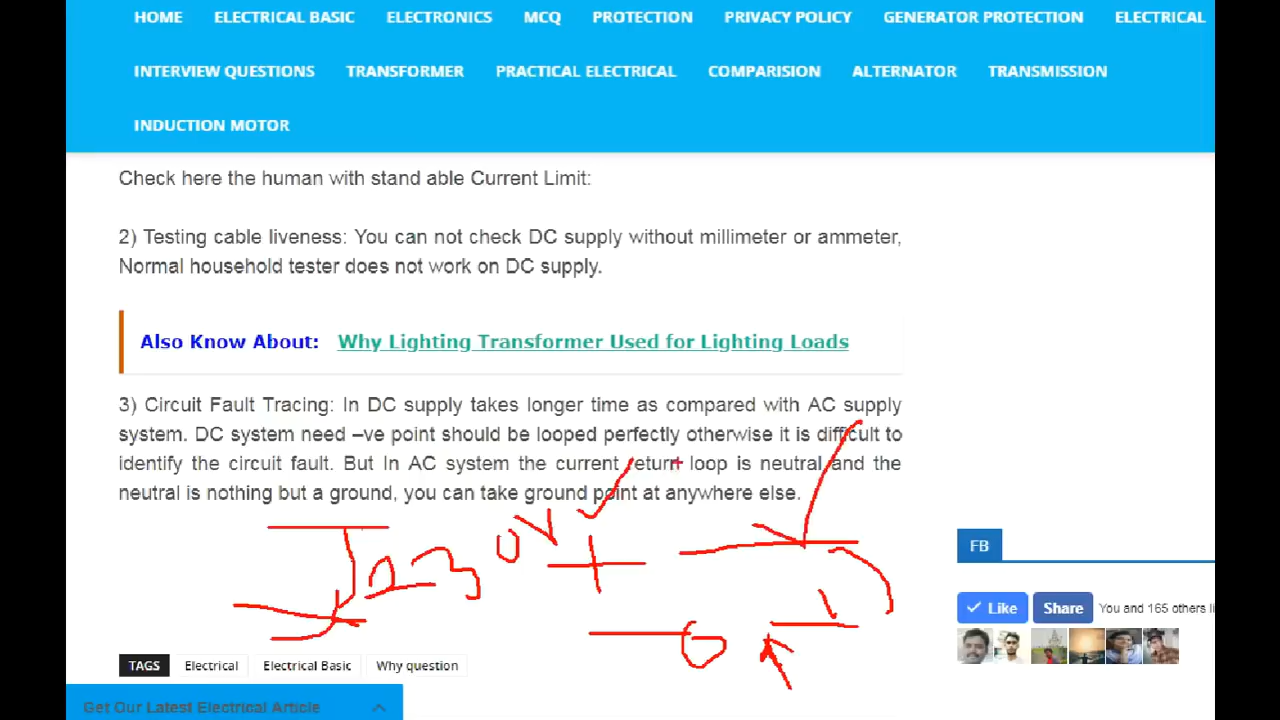 HOME ELECTRICAL BASIC ELECTRONICS MCQ PROTECTION PRIVACY POLICY GENERATOR PROTECTION ELECTRICAL
INTERVIEW QUESTIONS TRANSFORMER PRACTICAL ELECTRICAL COMPARISION ALTERNATOR TRANSMISSION
INDUCTION MOTOR
Check here the human with stand able Current Limit:
2) Testing cable liveness: You can not check DC supply without millimeter or ammeter,
Normal household tester does not work on DC supply.
Also Know About: Why Lighting Transformer Used for Lighting Loads
3) Circuit Fault Tracing: In DC supply takes longer time as compared with AC supply
system. DC system need –ve point should be looped perfectly otherwise it is difficult to
identify the circuit fault. But In AC system the current return loop is neutral and the
neutral is nothing but a ground, you can take ground point at anywhere else.
230V +
0
FB
Like Share You and 165 others li
TAGS Electrical Electrical Basic Why question
Get Our Latest Electrical Article